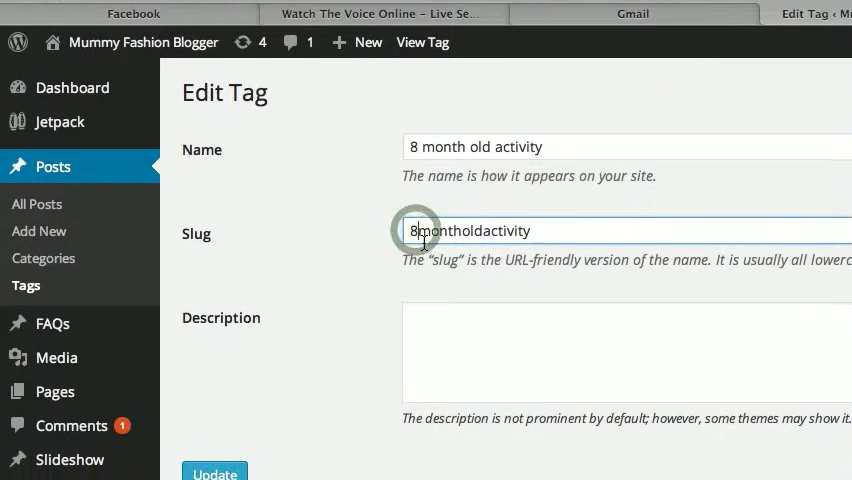 Facebook
Watch The Voice Online – Live Se...
Gmail
Edit Tag ‹ M
Mummy Fashion Blogger
4
1
New
View Tag
Dashboard
Jetpack
Posts
All Posts
Add New
Categories
Tags
FAQs
Media
Pages
Comments 1
Slideshow
Edit Tag
Name
8 month old activity
The name is how it appears on your site.
Slug
8montholdactivity
The “slug” is the URL-friendly version of the name. It is usually all lowerc
Description
The description is not prominent by default; however, some themes may show it.
Update